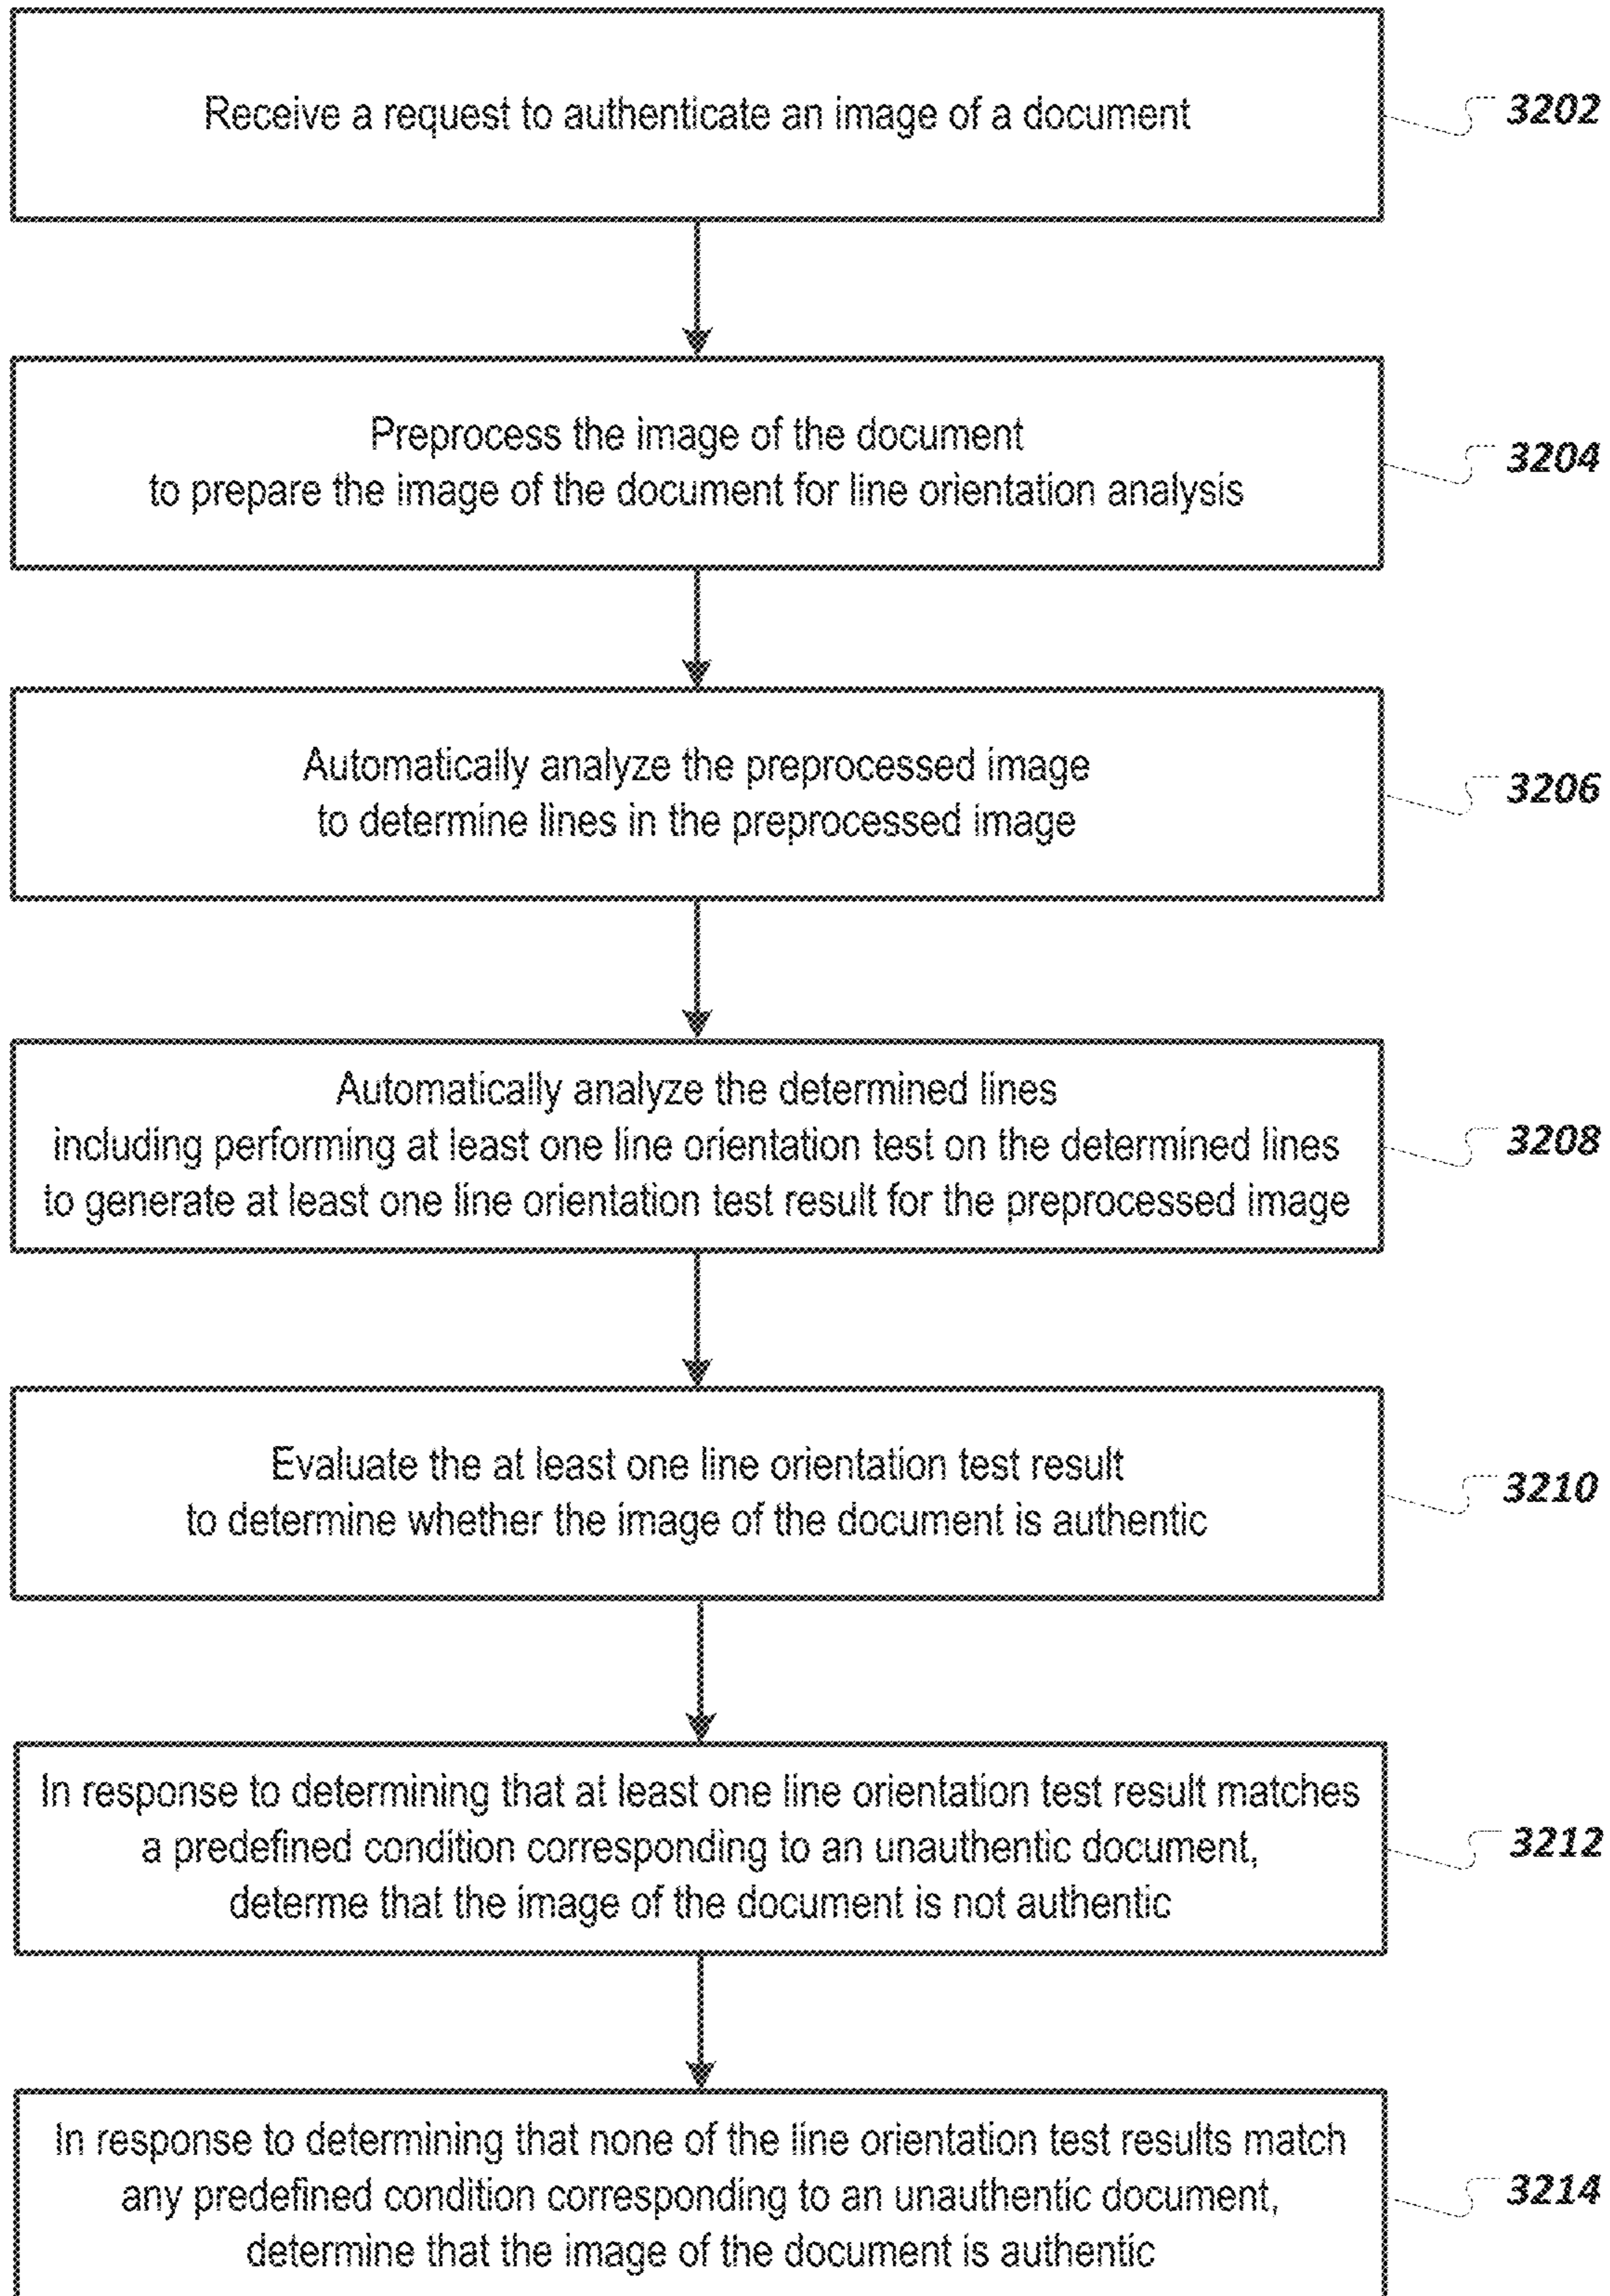 Receive a request to authenticate an image of a document
3202
Preprocess the image of the document
to prepare the image of the document for line orientation analysis
3204
Automatically analyze the preprocessed image
to determine lines in the preprocessed image
3206
Automatically analyze the determined lines
including performing at least one line orientation test on the determined lines
to generate at least one line orientation test result for the preprocessed image
3208
Evaluate the at least one line orientation test result
to determine whether the image of the document is authentic
3210
In response to determining that at least one line orientation test result matches
a predefined condition corresponding to an unauthentic document,
determe that the image of the document is not authentic
3212
In response to determining that none of the line orientation test results match
any predefined condition corresponding to an unauthentic document,
determine that the image of the document is authentic
3214